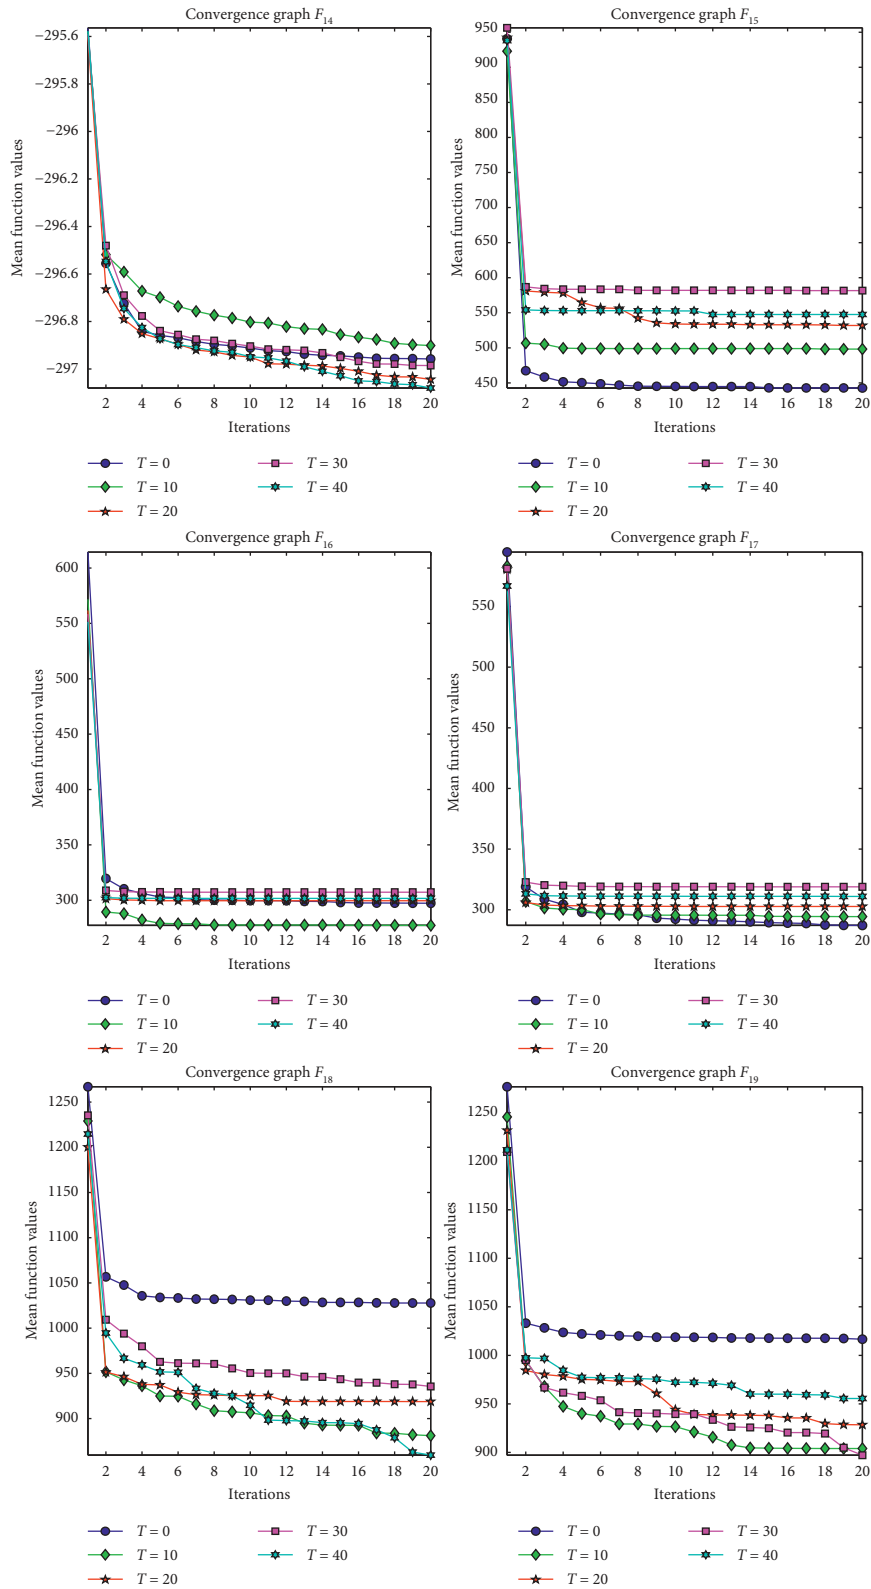 Convergence graph F14
−295.6
−295.8
−296
−296.2
−296.4
−296.6
−296.8
−297
Mean function values
2 4 6 8 10 12 14 16 18 20
Iterations
T = 0
T = 10
T = 20
T = 30
T = 40
Convergence graph F15
950
900
850
800
750
700
650
600
550
500
450
Mean function values
2 4 6 8 10 12 14 16 18 20
Iterations
T = 0
T = 10
T = 20
T = 30
T = 40
Convergence graph F16
600
550
500
450
400
350
300
Mean function values
2 4 6 8 10 12 14 16 18 20
Iterations
T = 0
T = 10
T = 20
T = 30
T = 40
Convergence graph F17
550
500
450
400
350
300
Mean function values
2 4 6 8 10 12 14 16 18 20
Iterations
T = 0
T = 10
T = 20
T = 30
T = 40
Convergence graph F18
1250
1200
1150
1100
1050
1000
950
900
Mean function values
2 4 6 8 10 12 14 16 18 20
Iterations
T = 0
T = 10
T = 20
T = 30
T = 40
Convergence graph F19
1250
1200
1150
1100
1050
1000
950
900
Mean function values
2 4 6 8 10 12 14 16 18 20
Iterations
T = 0
T = 10
T = 20
T = 30
T = 40